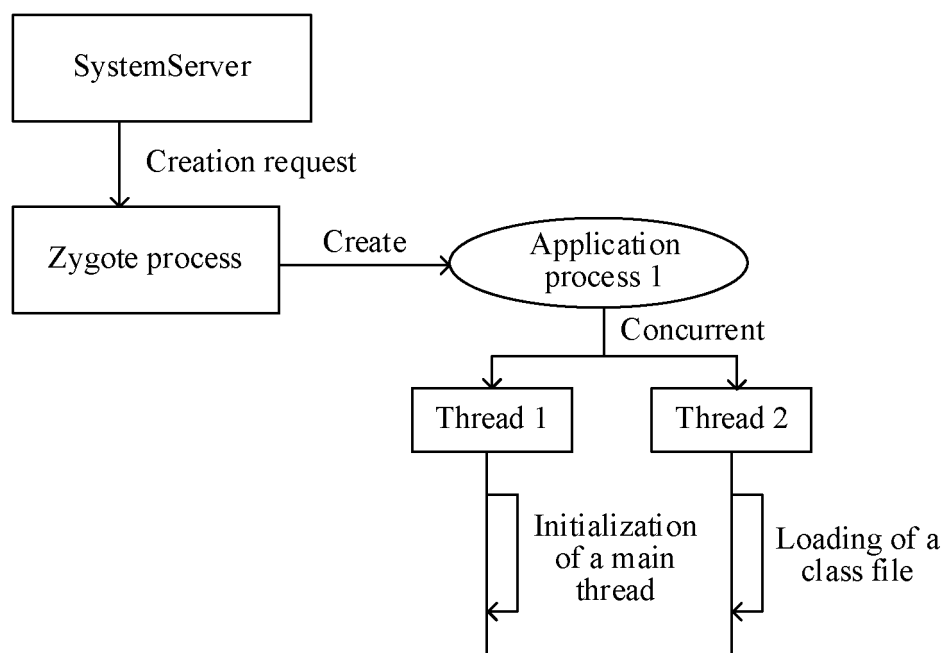 SystemServer
Creation request
Zygote process
Create
Application
process 1
Concurrent
Thread 1
Thread 2
Initialization
of a main
thread
Loading of a
class file